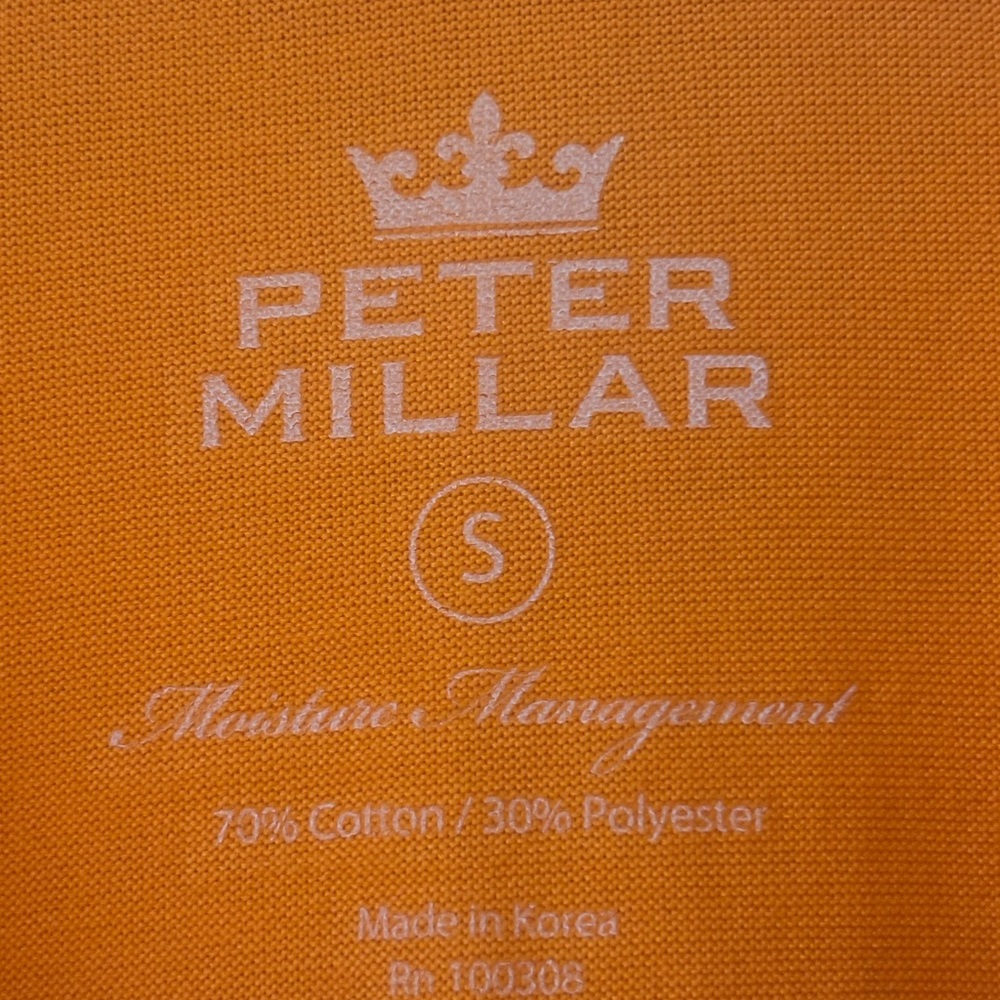 PETER
MILLAR
S
Moisture Management
70% Cotton / 30% Polyester
Made in Korea
Rn 100308